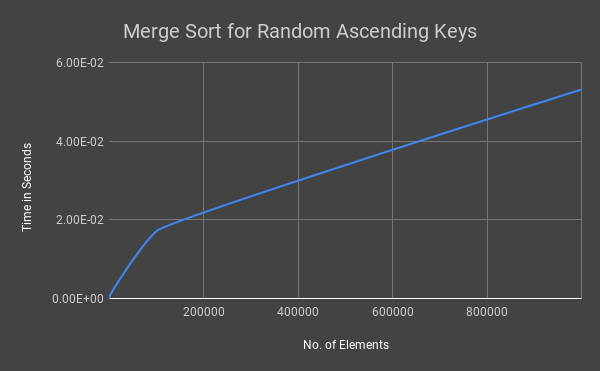 Merge Sort for Random Ascending Keys
6.00E-02
4.00E-02
2.00E-02
0.00E+00
Time in Seconds
200000
400000
600000
800000
No. of Elements